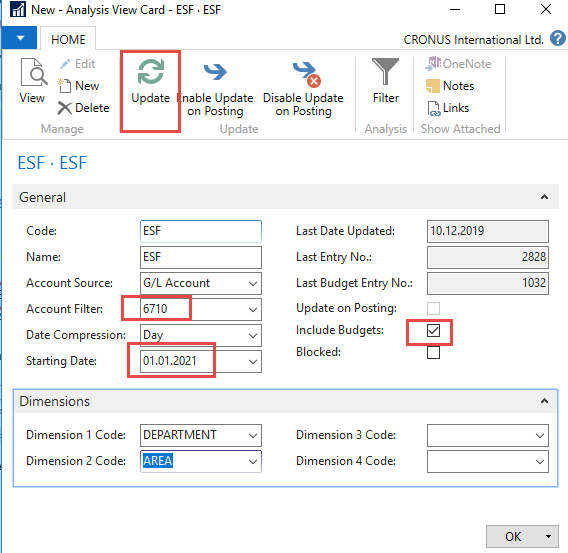 New - Analysis View Card - ESF · ESF
HOME
CRONUS International Ltd.
View
Edit
New
Delete
Manage
Update
Enable Update
on Posting
Disable Update
on Posting
Update
Filter
Analysis
OneNote
Notes
Links
Show Attached
ESF · ESF
General
Code: ESF
Name: ESF
Account Source: G/L Account
Account Filter: 6710
Date Compression: Day
Starting Date: 01.01.2021
Last Date Updated: 10.12.2019
Last Entry No.: 2828
Last Budget Entry No.: 1032
Update on Posting:
Include Budgets:
Blocked:
Dimensions
Dimension 1 Code: DEPARTMENT
Dimension 2 Code: AREA
Dimension 3 Code:
Dimension 4 Code:
OK